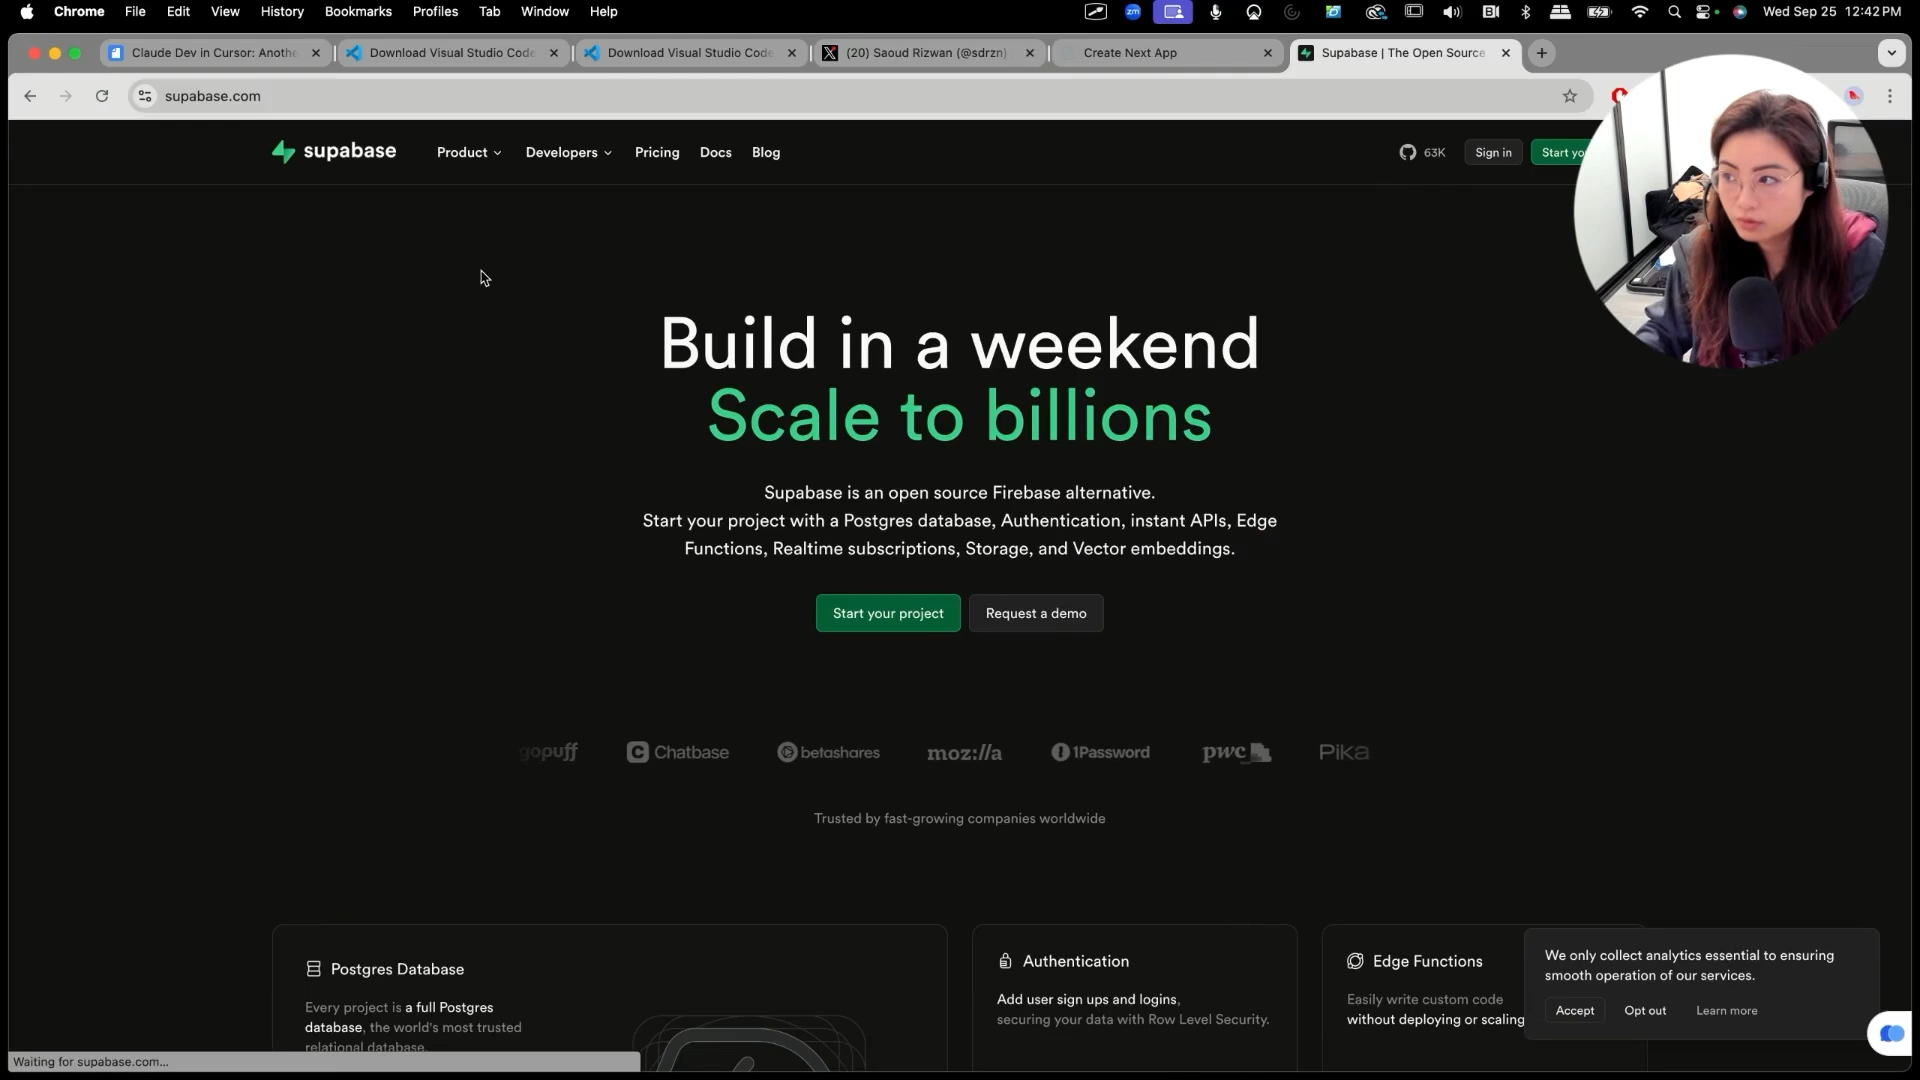 Chrome File Edit View History Bookmarks Profiles Tab Window Help
zm
Wed Sep 25 12:42 PM
Claude Dev in Cursor: Anothe
Download Visual Studio Code
Download Visual Studio Code
(20) Saoud Rizwan (@sdrzn)
Create Next App
Supabase | The Open Source
supabase.com
supabase
Product
Developers
Pricing
Docs
Blog
63K
Sign in
Start yo
Build in a weekend
Scale to billions
Supabase is an open source Firebase alternative.
Start your project with a Postgres database, Authentication, instant APIs, Edge
Functions, Realtime subscriptions, Storage, and Vector embeddings.
Start your project
Request a demo
gopuff
Chatbase
betashares
moz://a
1Password
pwc
Pika
Trusted by fast-growing companies worldwide
Postgres Database
Every project is a full Postgres
database, the world's most trusted
relational database.
Authentication
Add user sign ups and logins,
securing your data with Row Level Security.
Edge Functions
Easily write custom code
without deploying or scaling
We only collect analytics essential to ensuring
smooth operation of our services.
Accept
Opt out
Learn more
Waiting for supabase.com...